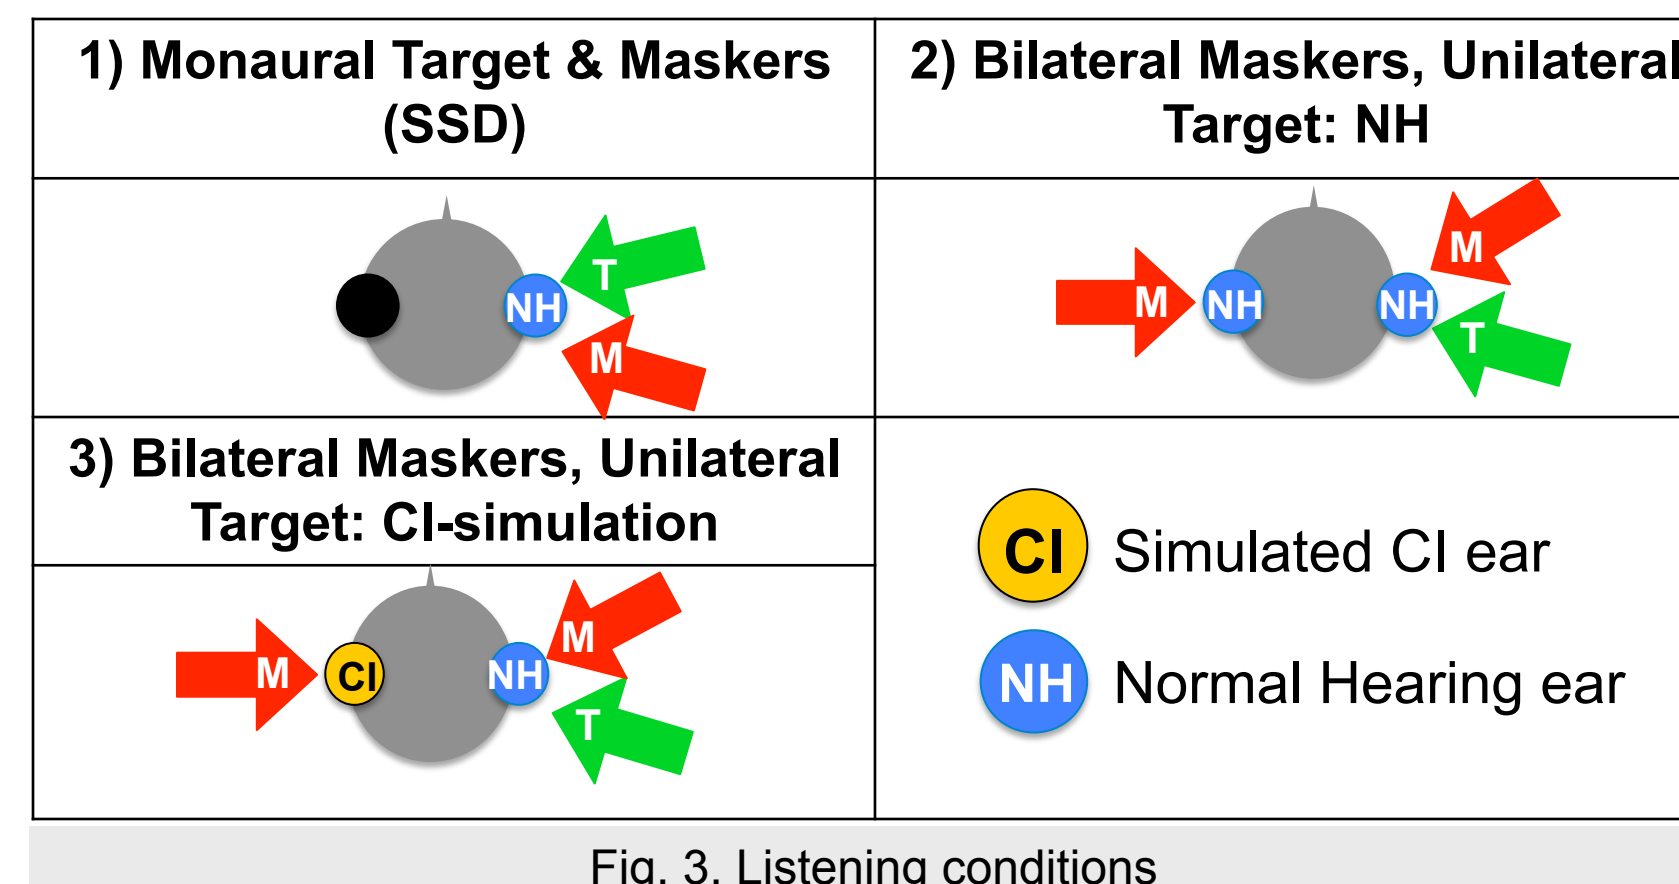 1) Monaural Target & Maskers
(SSD)
2) Bilateral Maskers, Unilateral
Target: NH
NH
T
M
M
NH
NH
M
T
3) Bilateral Maskers, Unilateral
Target: CI-simulation
M
CI
NH
M
T
CI Simulated CI ear
NH Normal Hearing ear
Fig. 3. Listening conditions